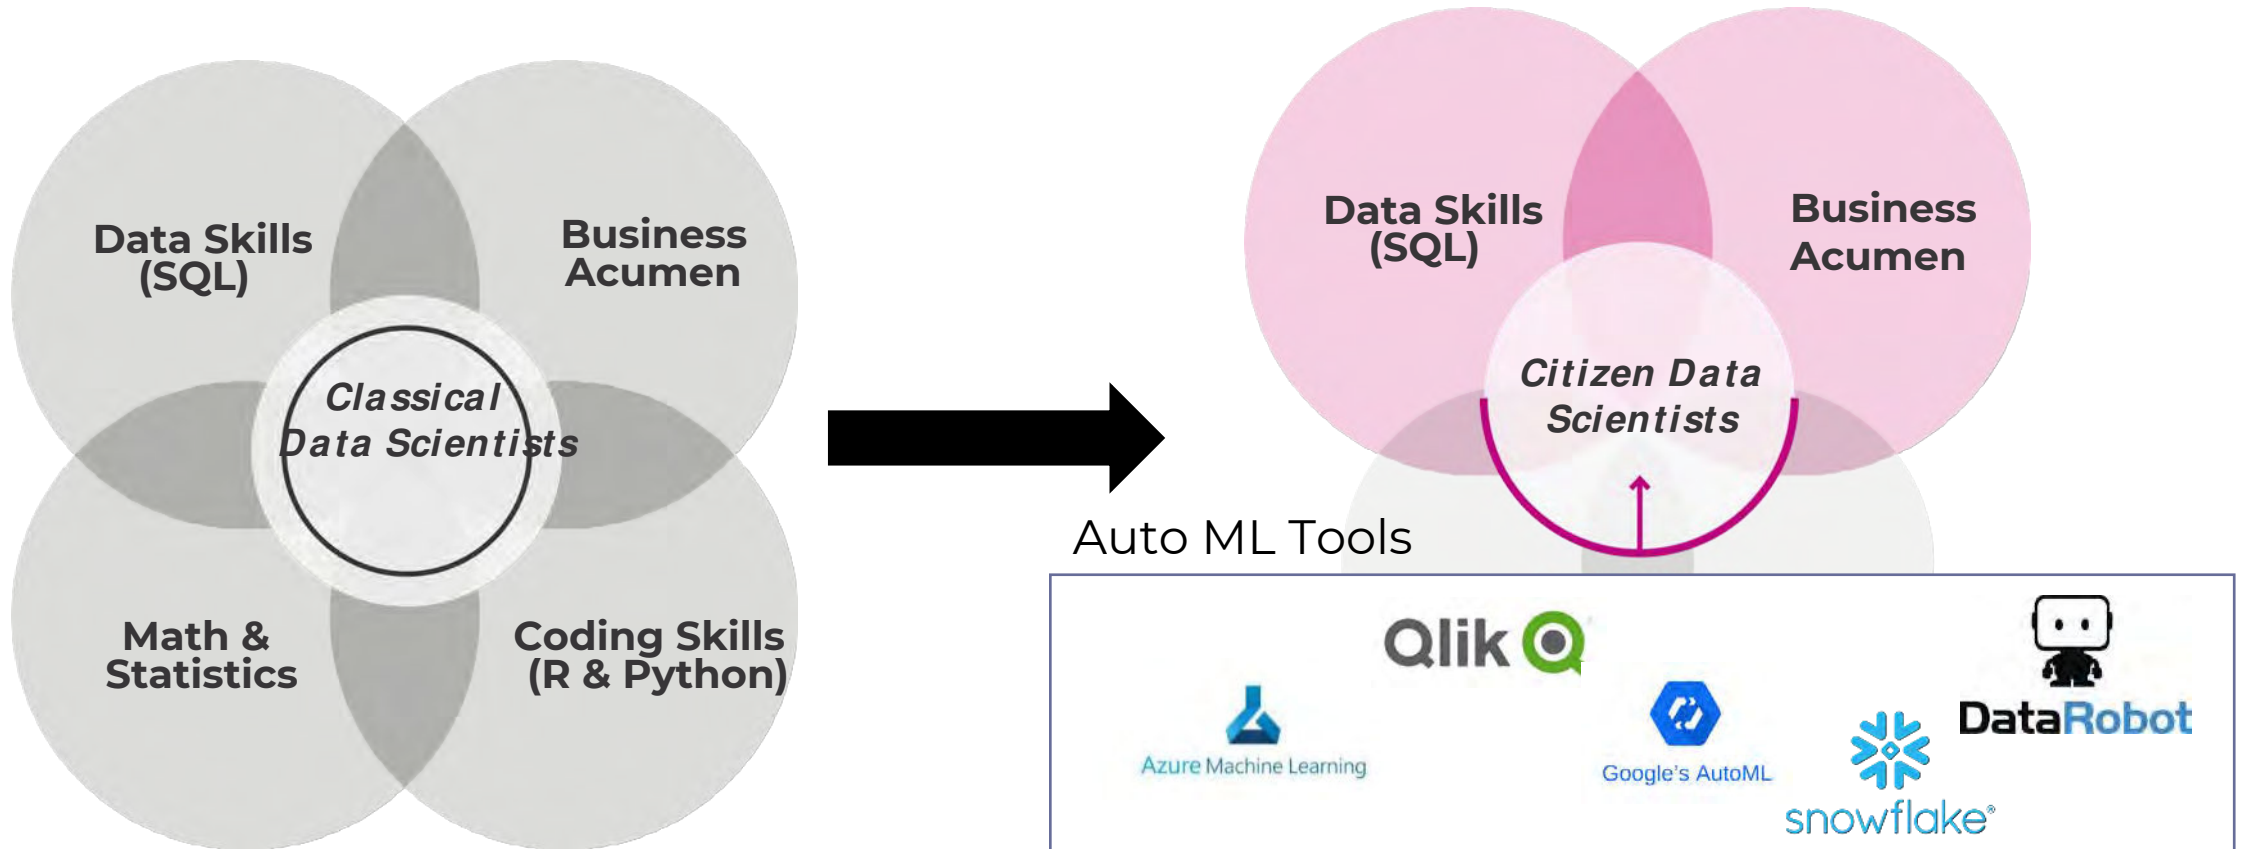 Data Skills
(SQL)
Business
Acumen
Classical
Data Scientists
Math &
Statistics
Coding Skills
(R & Python)
Data Skills
(SQL)
Business
Acumen
Citizen Data
Scientists
Auto ML Tools
Qlik
Azure Machine Learning
Google's AutoML
snowflake®
DataRobot